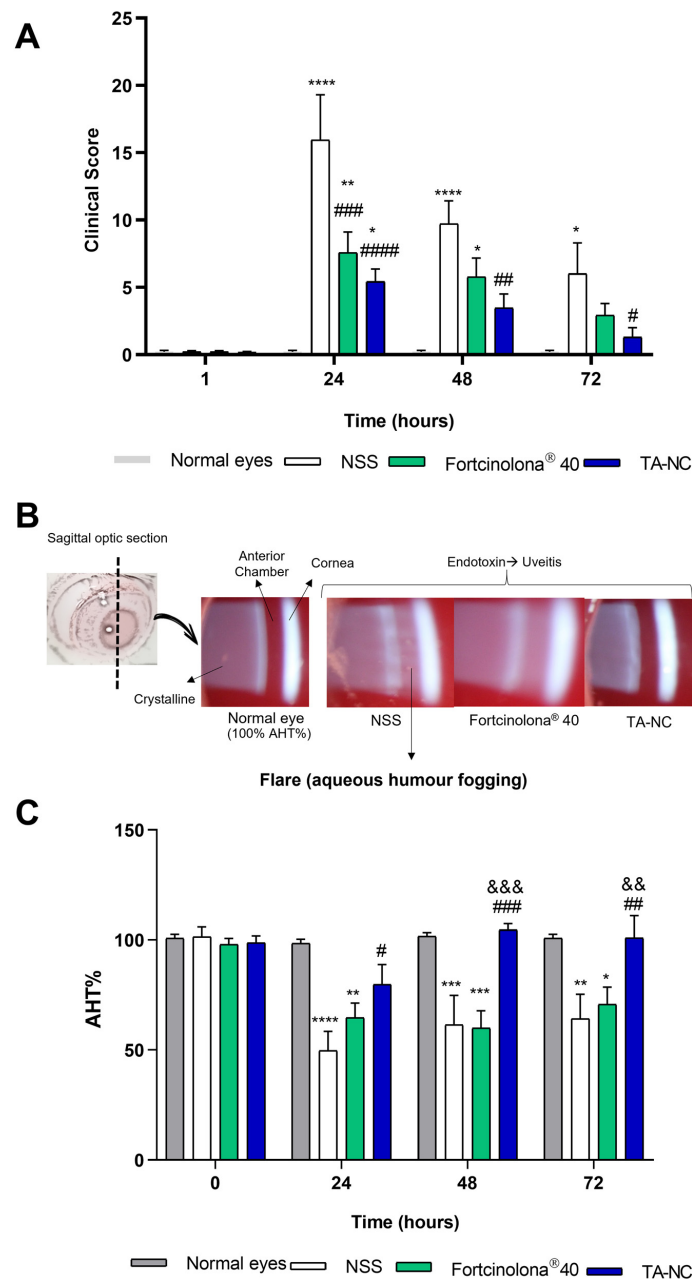 A
25
20
15
10
5
0
Clinical Score
****
**
###
*
####
****
*
##
*
#
1 24 48 72
Time (hours)
Normal eyes NSS Fortcinolona® 40 TA-NC
B
Sagittal optic section
Anterior
Chamber
Cornea
Endotoxin→ Uveitis
Crystalline
Normal eye
(100% AHT%)
NSS Fortcinolona® 40 TA-NC
Flare (aqueous humour fogging)
C
150
100
50
0
AHT%
****
**
#
***
***
&&&
###
**
*
&&
##
0 24 48 72
Time (hours)
Normal eyes NSS Fortcinolona®40 TA-NC